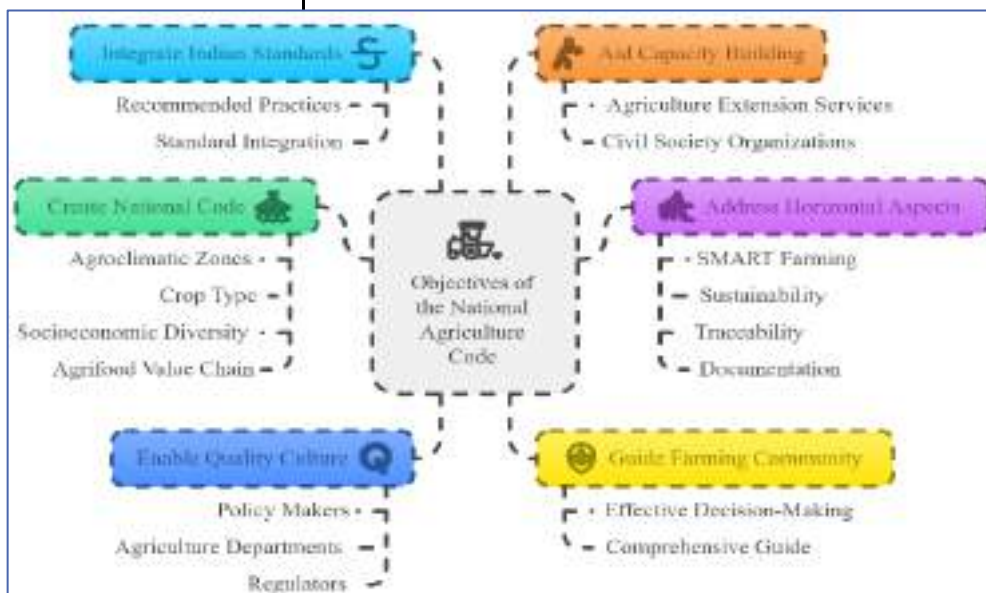 Integrate Indian Standards
Recommended Practices
Standard Integration
Create National Code
Agroclimatic Zones
Crop Type
Socioeconomic Diversity
Agrifood Value Chain
Enable Quality Culture
Policy Makers
Agriculture Departments
Regulators
Objectives of
the National
Agriculture
Code
Aid Capacity Building
Agriculture Extension Services
Civil Society Organizations
Address Horizontal Aspects
SMART Farming
Sustainability
Traceability
Documentation
Guide Farming Community
Effective Decision-Making
Comprehensive Guide